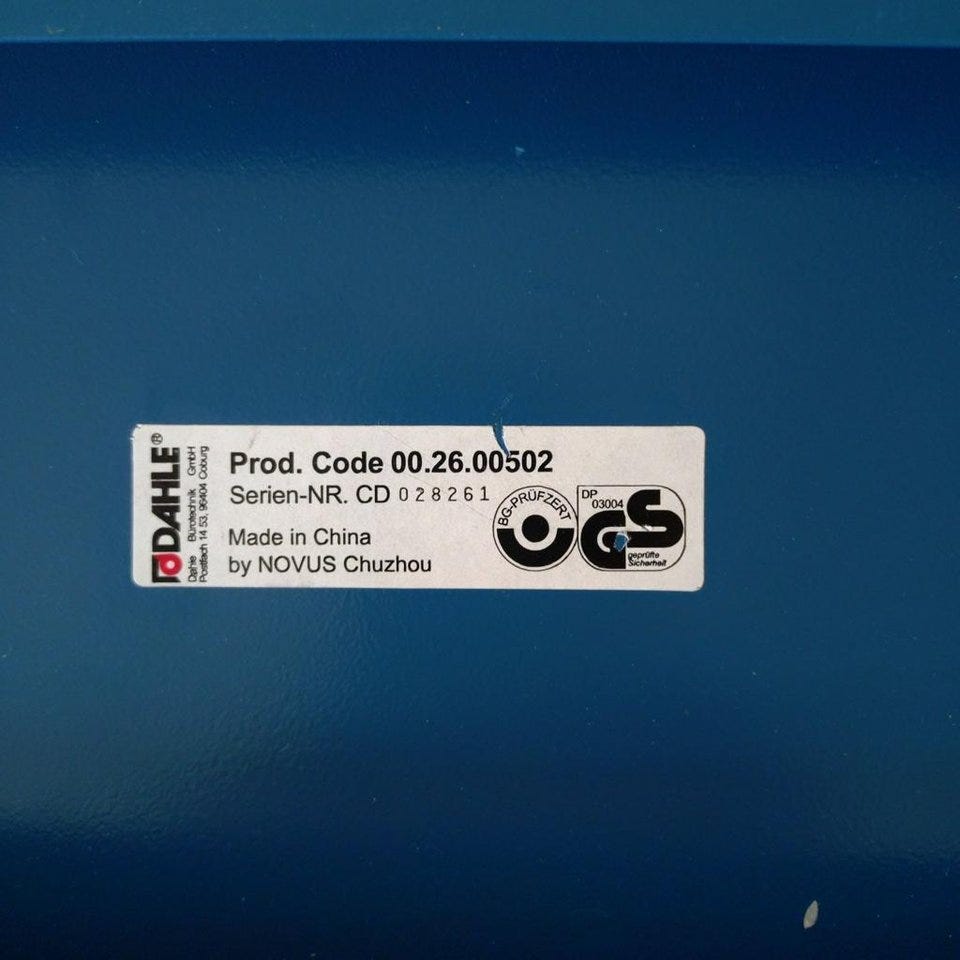 DAHLE®
Dahle Bürotechnik GmbH
Postfach 14 53, 96404 Coburg
Prod. Code 00.26.00502
Serien-NR. CD 028261
Made in China
by NOVUS Chuzhou
BG-PRÜFZERT
DP
03004
GS
geprüfte
Sicherheit